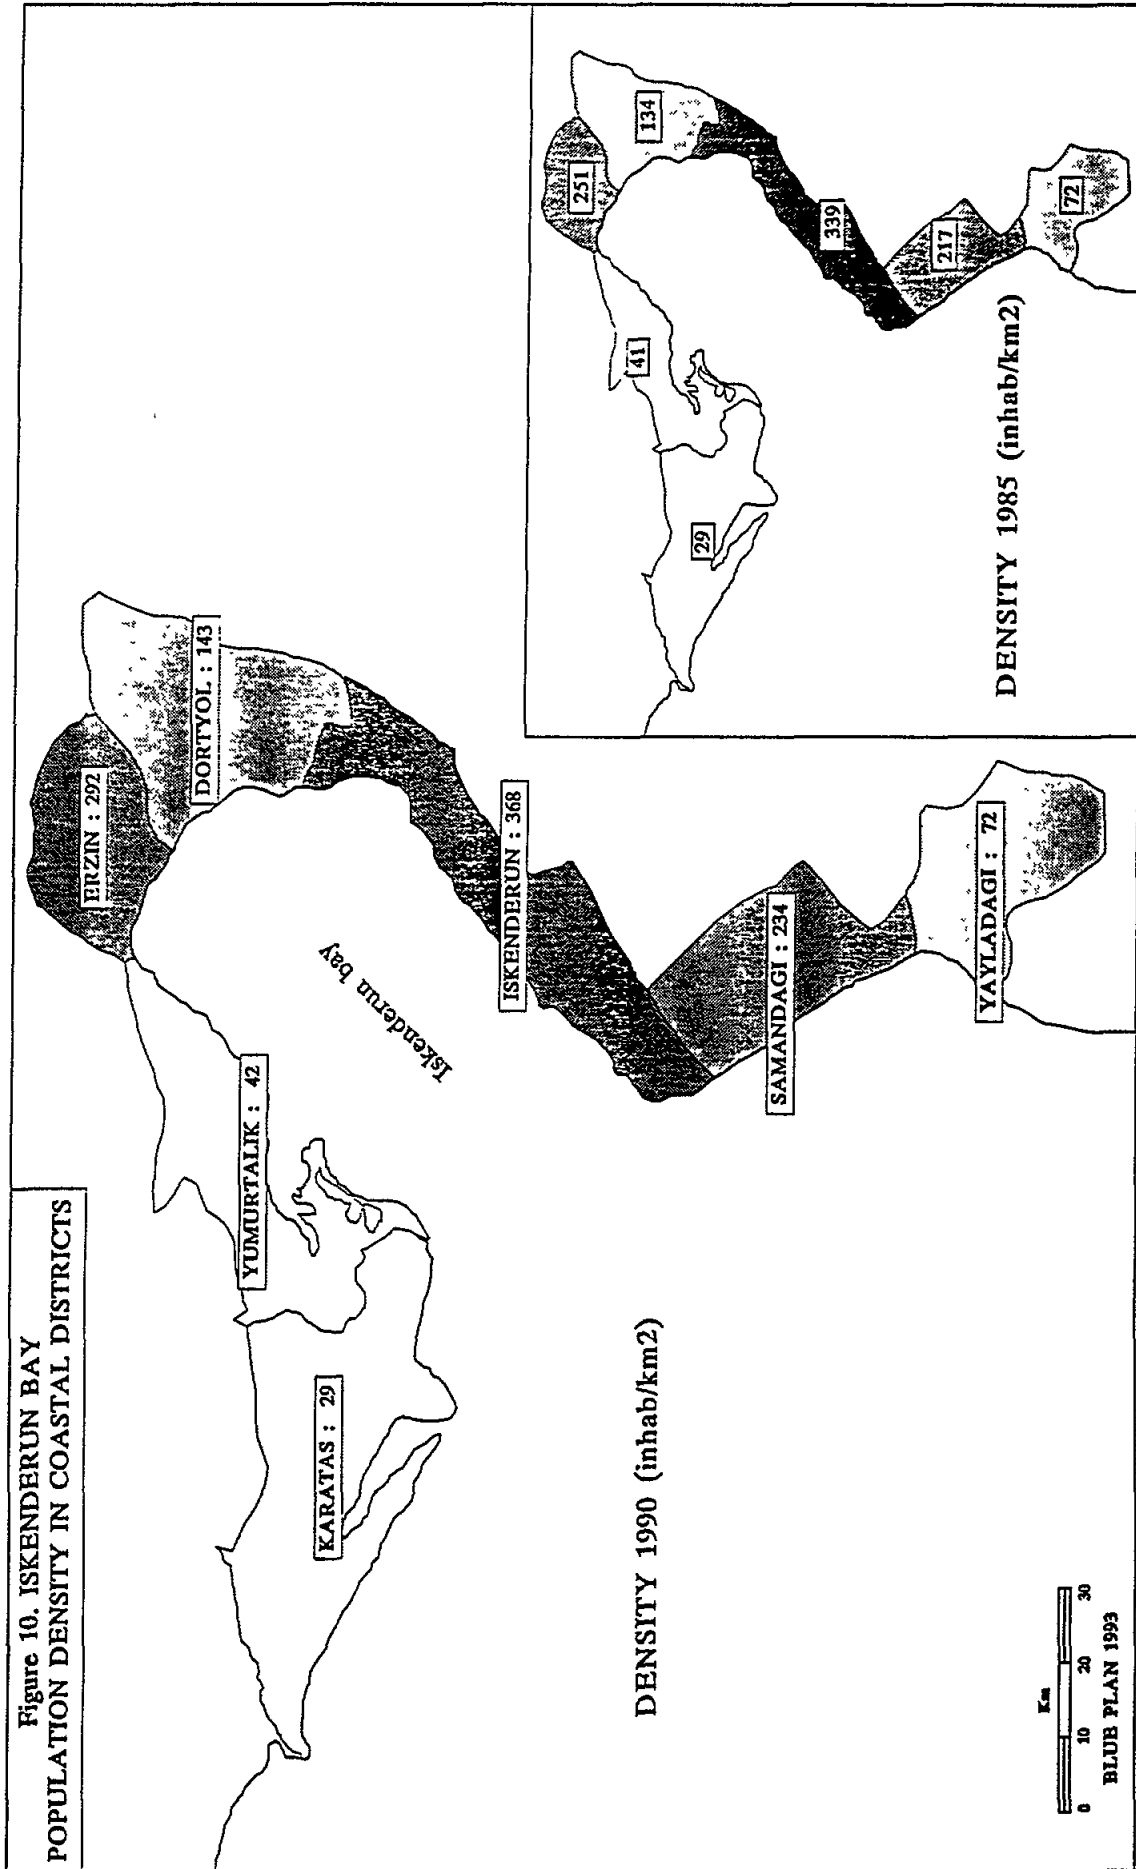 Figure 10. ISKENDERUN BAY
POPULATION DENSITY IN COASTAL DISTRICTS
ERZIN : 292
DORTYOL : 143
YUMURTALIK : 42
KARATAS : 29
Iskenderun bay
ISKENDERUN : 368
SAMANDAGI : 234
YAYLADAGI : 72
DENSITY 1990 (inhab/km2)
Km
0 10 20 30
BLUE PLAN 1993
251
134
41
29
339
217
72
DENSITY 1985 (inhab/km2)